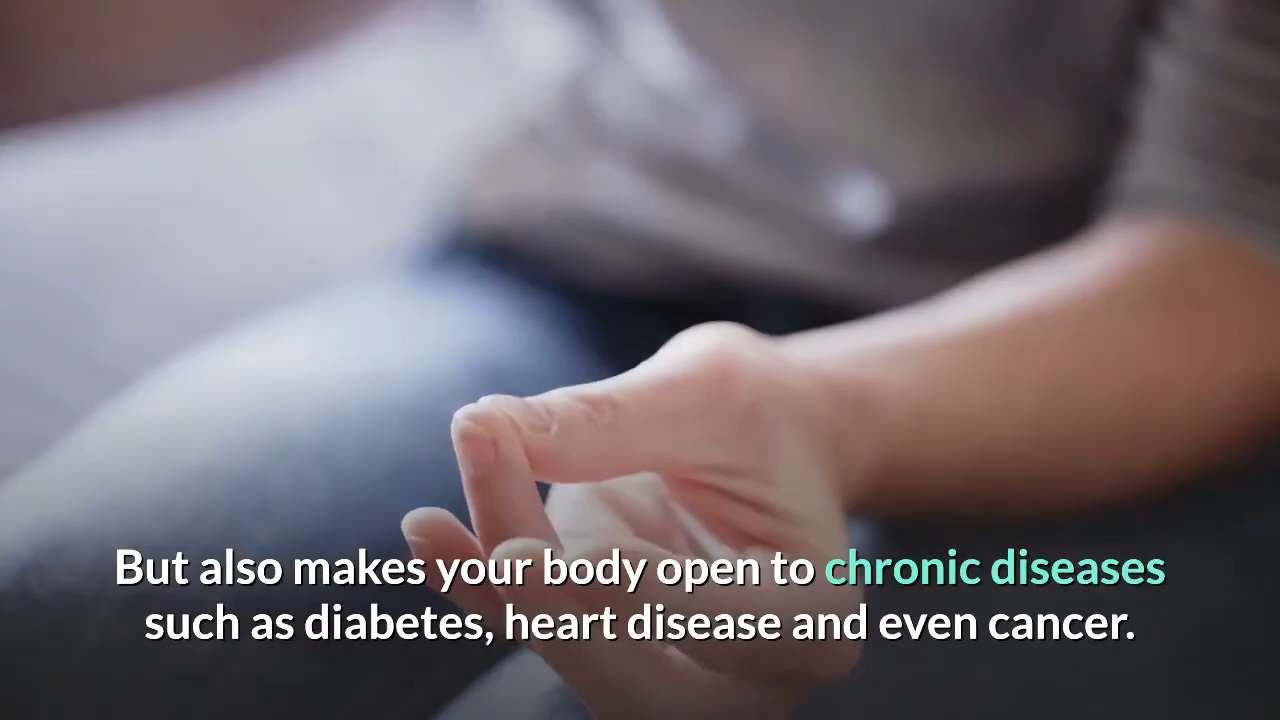 But also makes your body open to chronic diseases
such as diabetes, heart disease and even cancer.